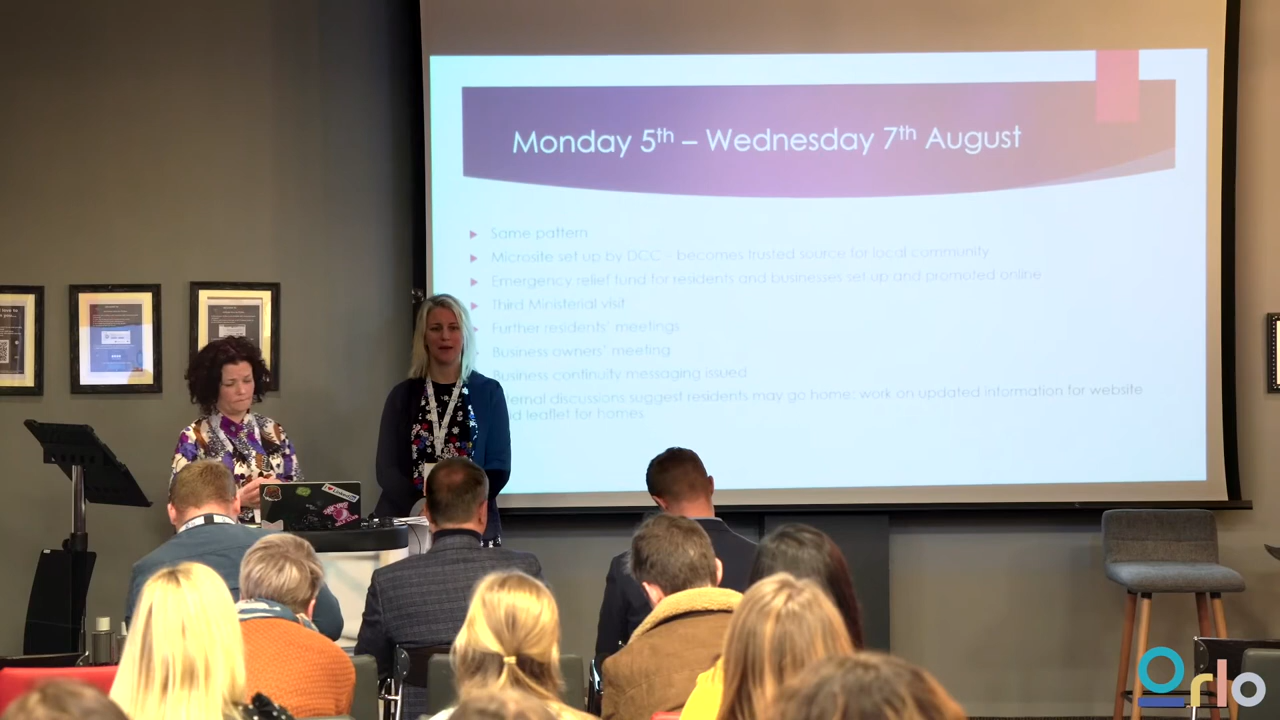 Monday 5th – Wednesday 7th August
Same pattern
Microsite set up by DCC – becomes trusted source for local community
Emergency relief fund for residents and businesses set up and promoted online
Third Ministerial visit
Further residents' meetings
Business owners' meeting
Business continuity messaging issued
ternal discussions suggest residents may go home: work on updated information for website
d leaflet for homes
orlo